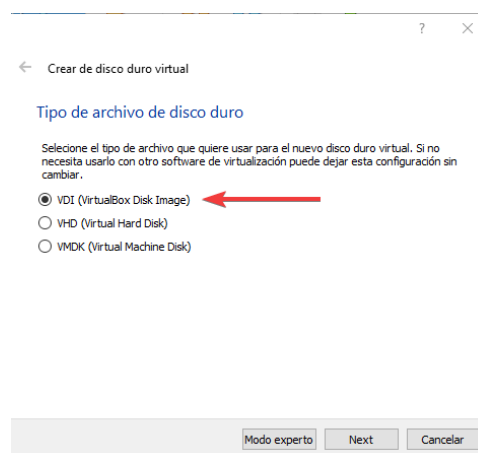 ?
Crear de disco duro virtual
Tipo de archivo de disco duro
Selecione el tipo de archivo que quiere usar para el nuevo disco duro virtual. Si no
necesita usarlo con otro software de virtualización puede dejar esta configuración sin
cambiar.
VDI (VirtualBox Disk Image)
VHD (Virtual Hard Disk)
VMDK (Virtual Machine Disk)
Modo experto Next Cancelar